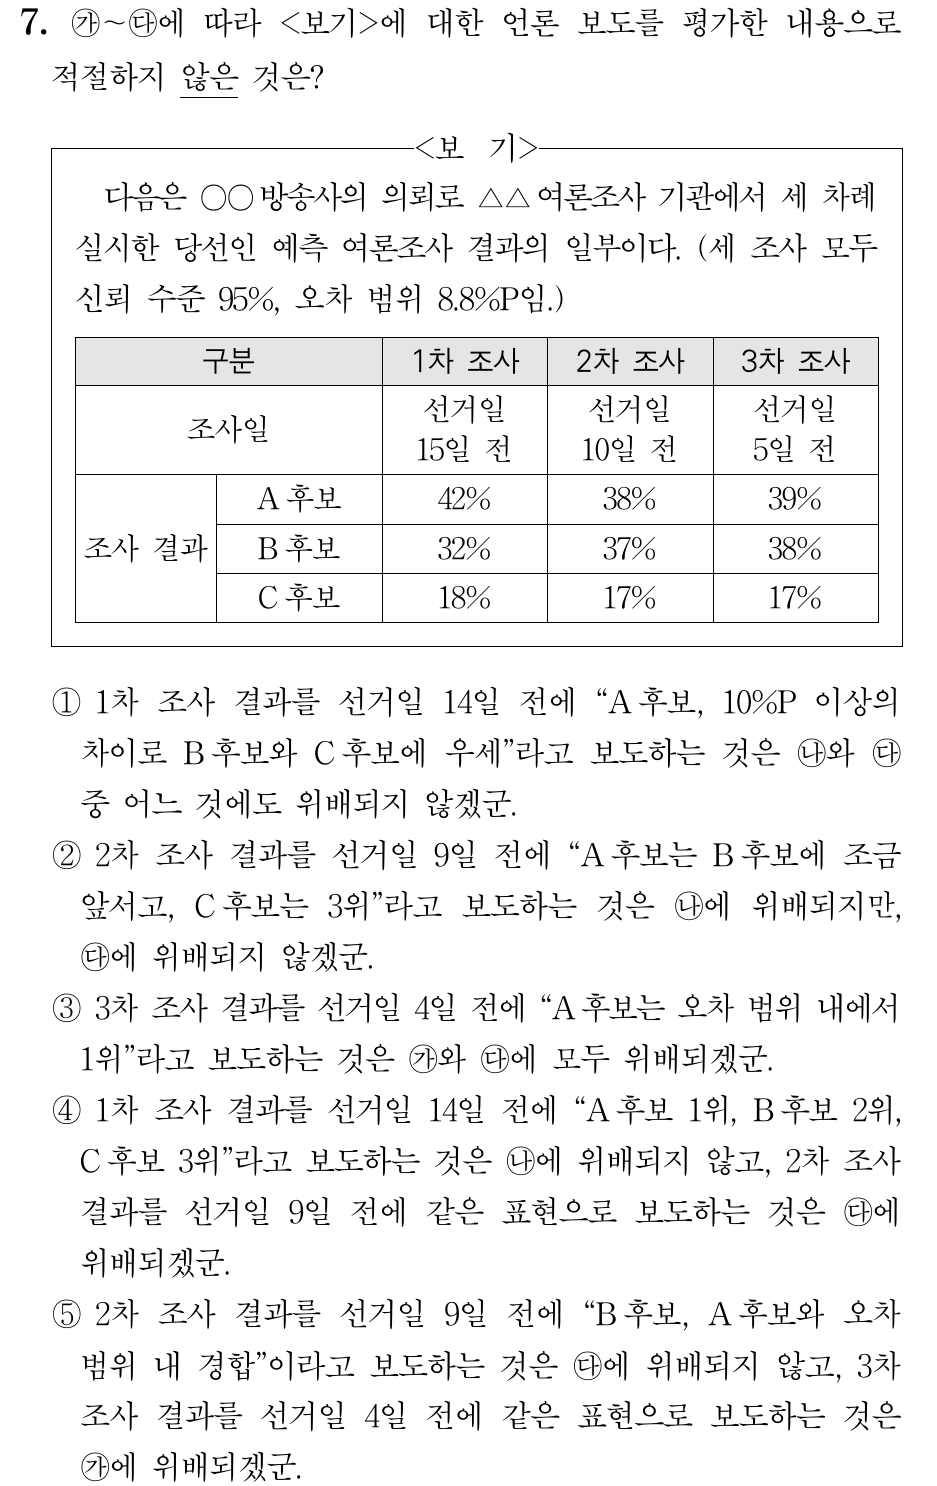 7. ㉮~㉰에 따라 <보기>에 대한 언론 보도를 평가한 내용으로
적절하지 않은 것은?
<보 기>
다음은 ○○방송사의 의뢰로 △△여론조사 기관에서 세 차례
실시한 당선인 예측 여론조사 결과의 일부이다. (세 조사 모두
신뢰 수준 95%, 오차 범위 8.8%P임.)
구분 1차 조사 2차 조사 3차 조사
조사일 선거일 15일 전 선거일 10일 전 선거일 5일 전
조사 결과 A후보 42% 38% 39%
B후보 32% 37% 38%
C후보 18% 17% 17%
① 1차 조사 결과를 선거일 14일 전에 “A후보, 10%P 이상의
차이로 B후보와 C후보에 우세”라고 보도하는 것은 ㉯와 ㉰
중 어느 것에도 위배되지 않겠군.
② 2차 조사 결과를 선거일 9일 전에 “A후보는 B후보에 조금
앞서고, C후보는 3위”라고 보도하는 것은 ㉯에 위배되지만,
㉰에 위배되지 않겠군.
③ 3차 조사 결과를 선거일 4일 전에 “A후보는 오차 범위 내에서
1위”라고 보도하는 것은 ㉮와 ㉰에 모두 위배되겠군.
④ 1차 조사 결과를 선거일 14일 전에 “A후보 1위, B후보 2위,
C후보 3위”라고 보도하는 것은 ㉯에 위배되지 않고, 2차 조사
결과를 선거일 9일 전에 같은 표현으로 보도하는 것은 ㉰에
위배되겠군.
⑤ 2차 조사 결과를 선거일 9일 전에 “B후보, A후보와 오차
범위 내 경합”이라고 보도하는 것은 ㉰에 위배되지 않고, 3차
조사 결과를 선거일 4일 전에 같은 표현으로 보도하는 것은
㉮에 위배되겠군.